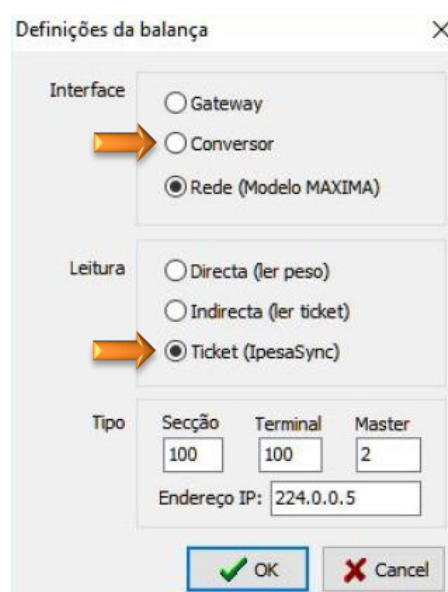 Definições da balança
Interface
Gateway
Conversor
Rede (Modelo MAXIMA)
Leitura
Directa (ler peso)
Indirecta (ler ticket)
Ticket (IpesaSync)
Tipo
Secção Terminal Master
100 100 2
Endereço IP: 224.0.0.5
OK Cancel